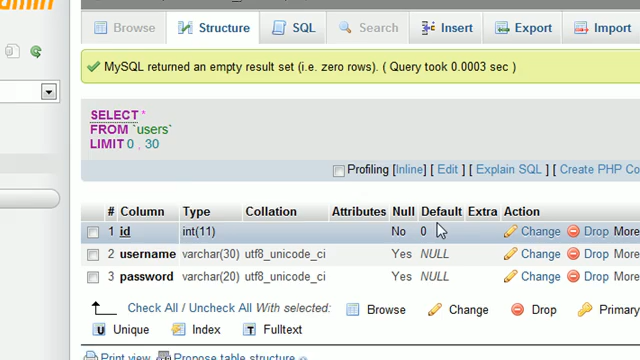 Browse Structure SQL Search Insert Export Import
MySQL returned an empty result set (i.e. zero rows). ( Query took 0.0003 sec )
SELECT *
FROM `users`
LIMIT 0 , 30
Profiling [Inline] [ Edit ] [ Explain SQL ] [ Create PHP Co
# Column Type Collation Attributes Null Default Extra Action
1 id int(11) No 0 Change Drop More
2 username varchar(30) utf8_unicode_ci Yes NULL Change Drop More
3 password varchar(20) utf8_unicode_ci Yes NULL Change Drop More
Check All / Uncheck All With selected: Browse Change Drop Primary
Unique Index Fulltext
Print view Propose table structure